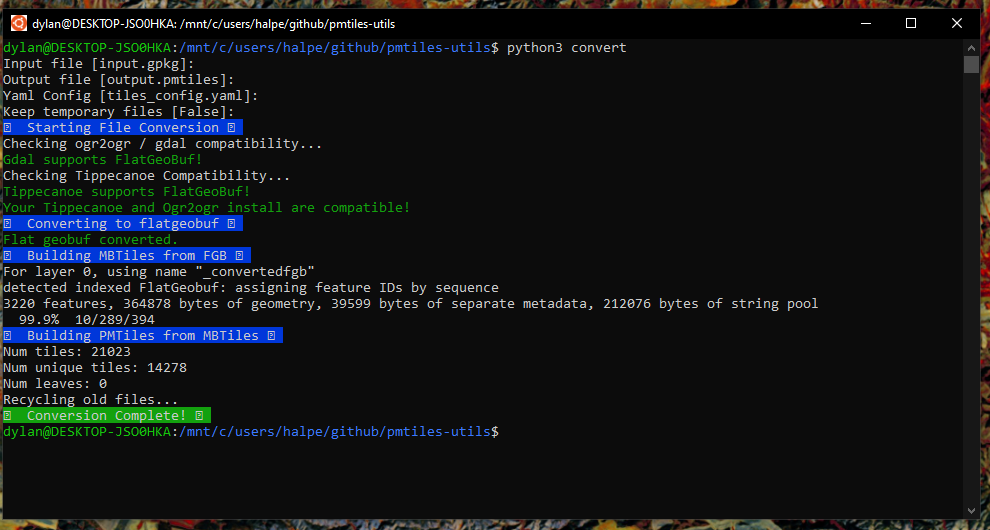 dylan@DESKTOP-JSO0HKA: /mnt/c/users/halpe/github/pmtiles-utils
dylan@DESKTOP-JSO0HKA:/mnt/c/users/halpe/github/pmtiles-utils$ python3 convert
Input file [input.gpkg]:
Output file [output.pmtiles]:
Yaml Config [tiles_config.yaml]:
Keep temporary files [False]:
Starting File Conversion
Checking ogr2ogr / gdal compatibility...
Gdal supports FlatGeoBuf!
Checking Tippecanoe Compatibility...
Tippecanoe supports FlatGeoBuf!
Your Tippecanoe and Ogr2ogr install are compatible!
Converting to flatgeobuf
Flat geobuf converted.
Building MBTiles from FGB
For layer 0, using name "_convertedfgb"
detected indexed FlatGeobuf: assigning feature IDs by sequence
3220 features, 364878 bytes of geometry, 39599 bytes of separate metadata, 212076 bytes of string pool
99.9%  10/289/394
Building PMTiles from MBTiles
Num tiles: 21023
Num unique tiles: 14278
Num leaves: 0
Recycling old files...
Conversion Complete!
dylan@DESKTOP-JSO0HKA:/mnt/c/users/halpe/github/pmtiles-utils$